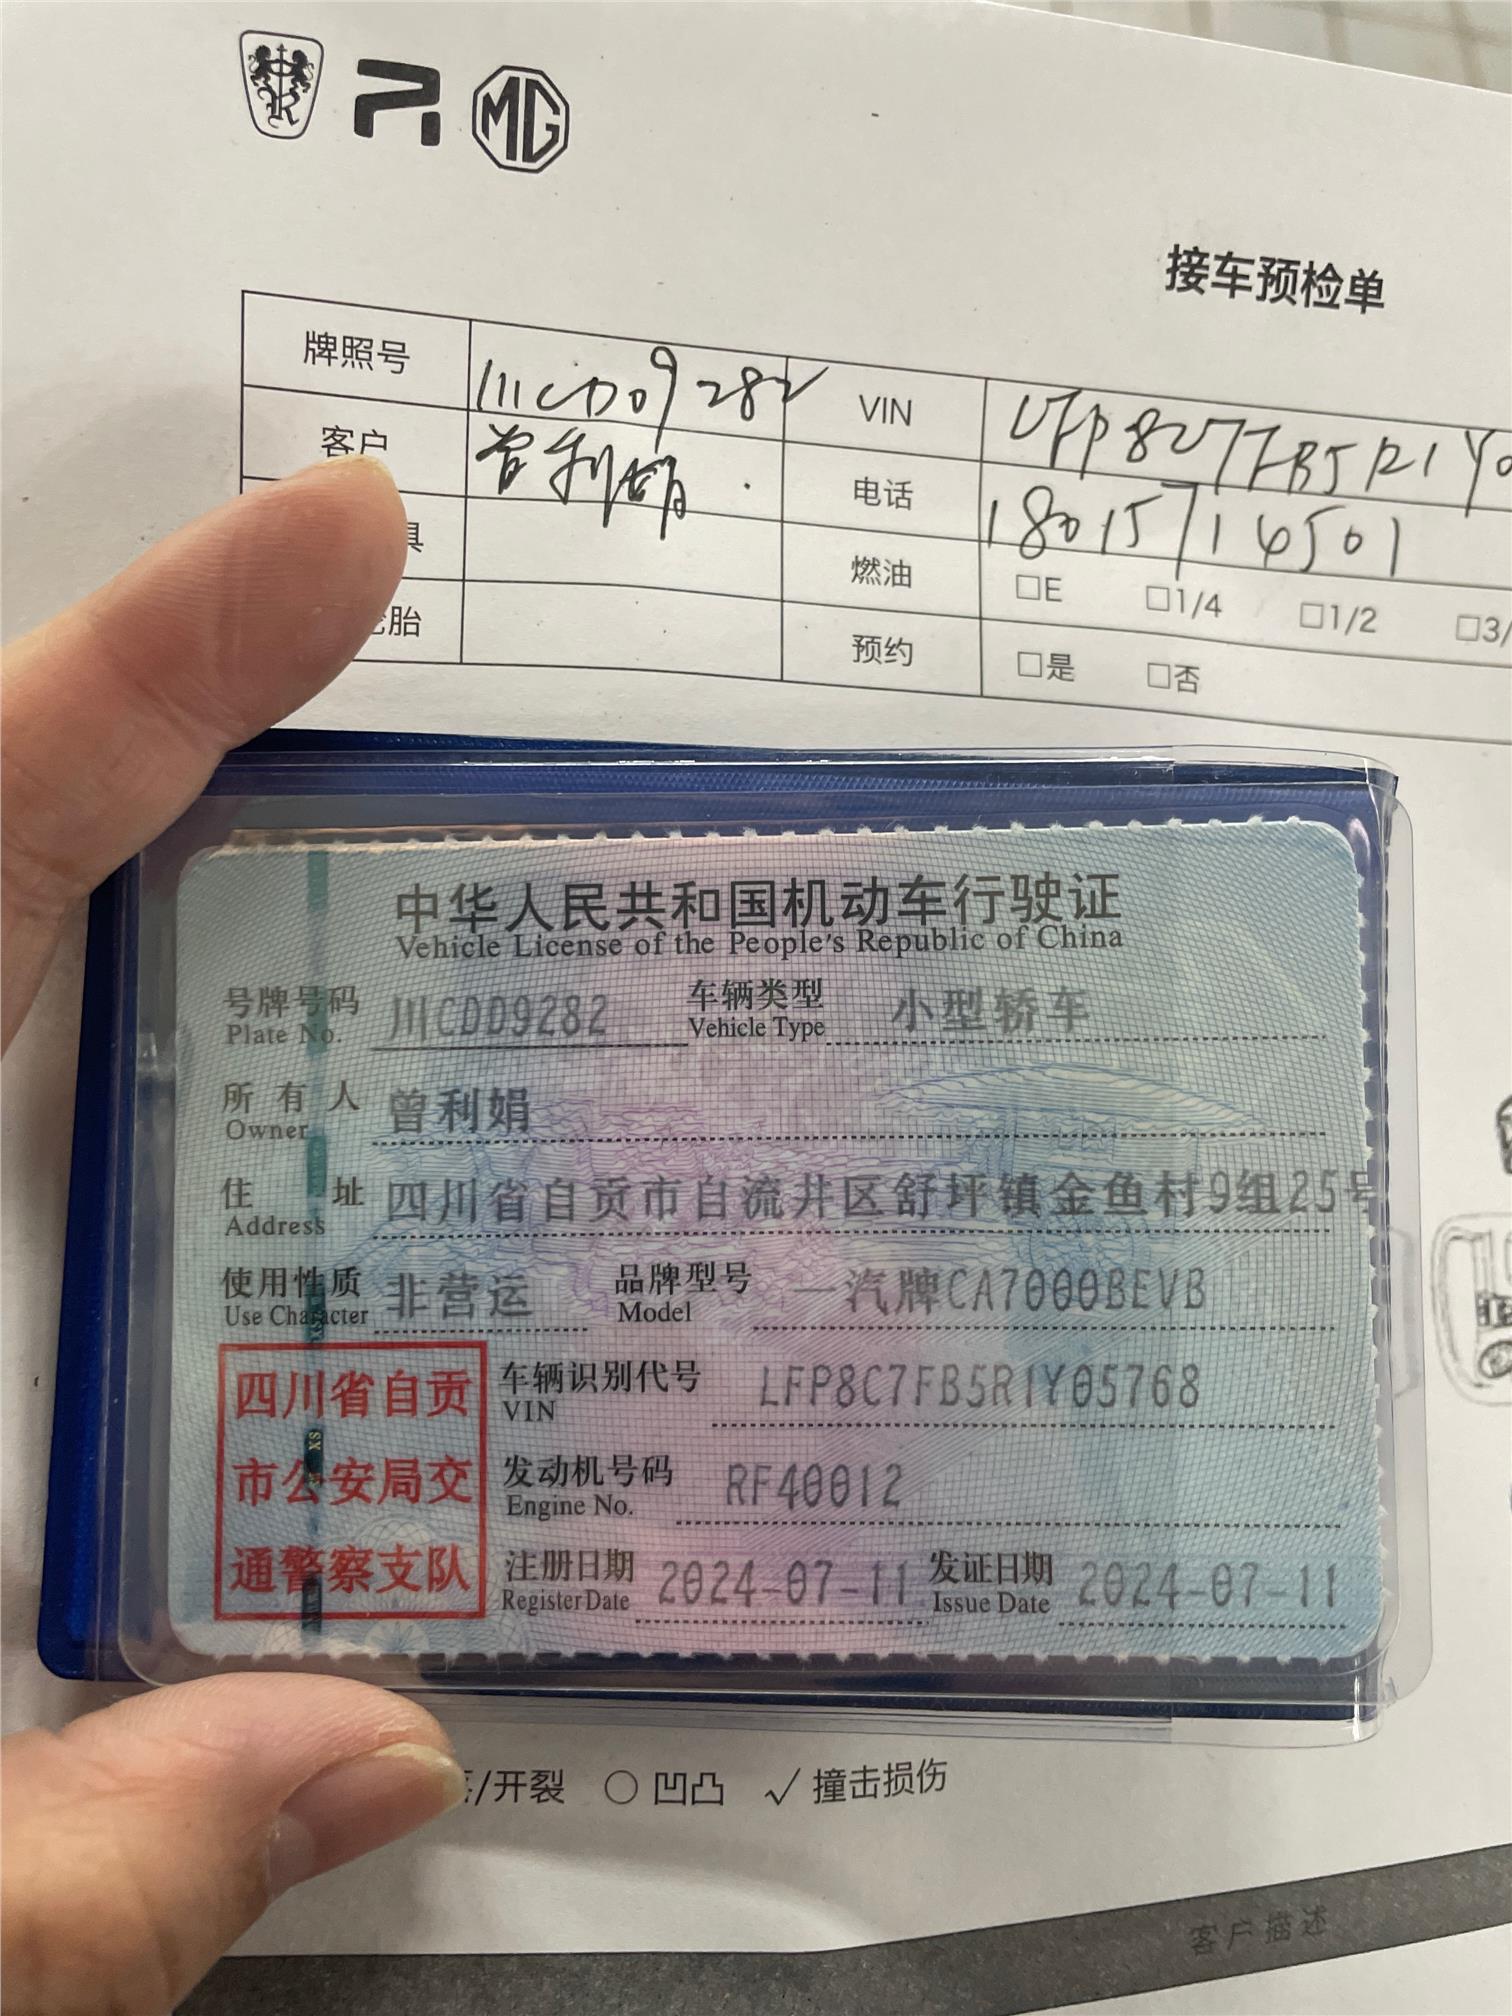 MG
接车预检单
牌照号 川CDD9282 VIN
客户 曾利娟 电话 18015714501
燃油 □E □1/4 □1/2 □3/
胎 预约 □是 □否
中华人民共和国机动车行驶证
Vehicle License of the People's Republic of China
号牌号码 川CDD9282 车辆类型 小型轿车
Plate No. Vehicle Type
所有人 曾利娟
Owner
住址 四川省自贡市自流井区舒坪镇金鱼村9组25号
Address
使用性质 非营运 品牌型号 一汽牌CA7000BEVB
Use Character Model
四川省自贡
市公安局交
通警察支队
车辆识别代号 LFP8C7FB5R1Y05768
VIN
发动机号码 RF40012
Engine No.
注册日期 2024-07-11 发证日期 2024-07-11
Register Date Issue Date
/开裂 ○ 凹凸 √ 撞击损伤
客户描述